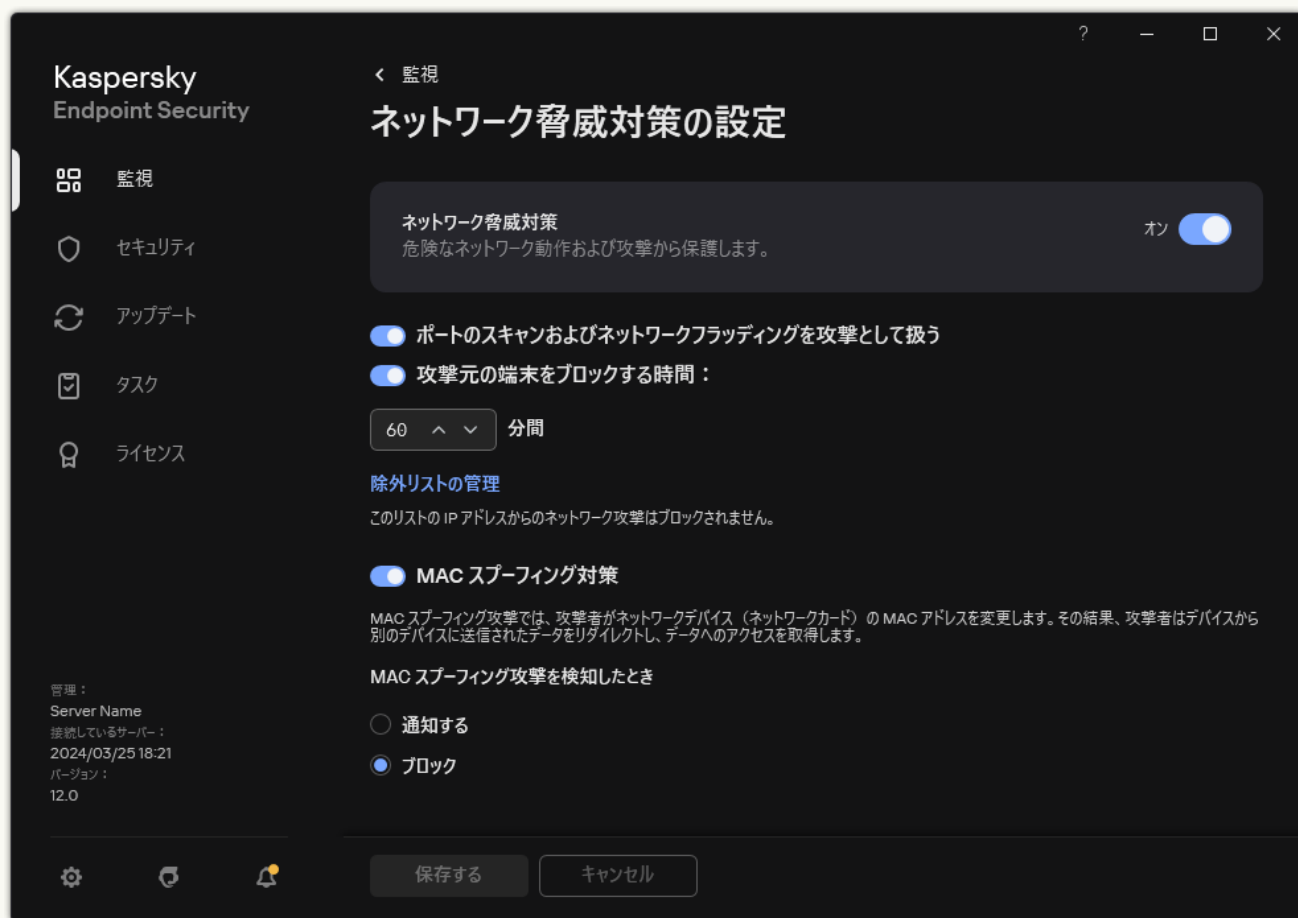 Kaspersky
Endpoint Security
監視
セキュリティ
アップデート
タスク
ライセンス
管理：
Server Name
接続しているサーバー：
2024/03/25 18:21
バージョン：
12.0
?
監視
ネットワーク脅威対策の設定
ネットワーク脅威対策
危険なネットワーク動作および攻撃から保護します。
オン
ポートのスキャンおよびネットワークフラッディングを攻撃として扱う
攻撃元の端末をブロックする時間：
60 分間
除外リストの管理
このリストの IP アドレスからのネットワーク攻撃はブロックされません。
MAC スプーフィング対策
MAC スプーフィング攻撃では、攻撃者がネットワークデバイス（ネットワークカード）の MAC アドレスを変更します。その結果、攻撃者はデバイスから
別のデバイスに送信されたデータをリダイレクトし、データへのアクセスを取得します。
MAC スプーフィング攻撃を検知したとき
通知する
ブロック
保存する
キャンセル